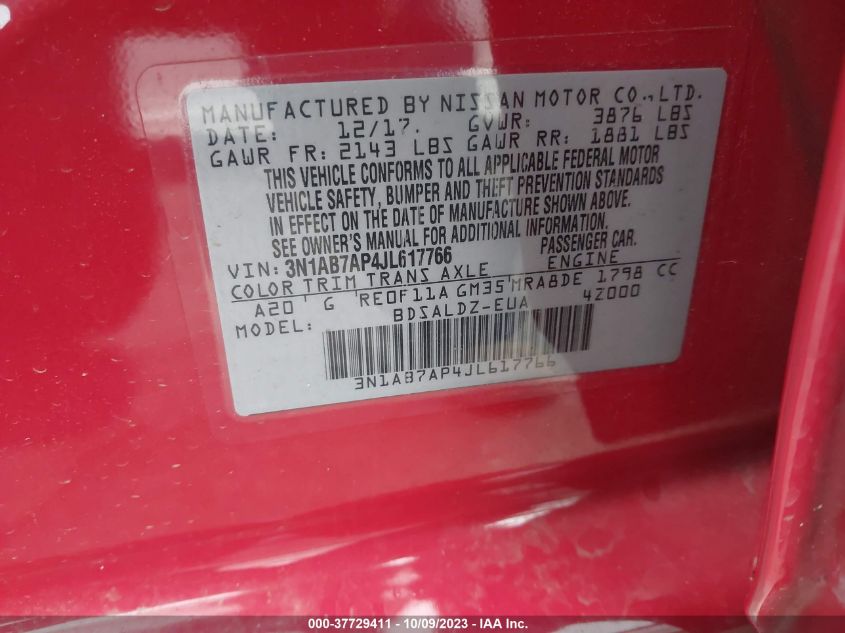 MANUFACTURED BY NISSAN MOTOR CO., LTD.
DATE: 12/17. GVWR: 3876 LBS
GAWR FR: 2143 LBS GAWR RR: 1881 LBS
THIS VEHICLE CONFORMS TO ALL APPLICABLE FEDERAL MOTOR
VEHICLE SAFETY, BUMPER AND THEFT PREVENTION STANDARDS
IN EFFECT ON THE DATE OF MANUFACTURE SHOWN ABOVE.
SEE OWNER'S MANUAL FOR ADDITIONAL INFORMATION.
VIN: 3N1AB7AP4JL617766 PASSENGER CAR.
COLOR TRIM TRANS AXLE ENGINE
A20 G RE0F11A GM35 MRA8DE 1798 CC
MODEL: BDSALDZ-EUA 4Z000
3N1AB7AP4JL617766
000-37729411 - 10/09/2023 - IAA Inc.